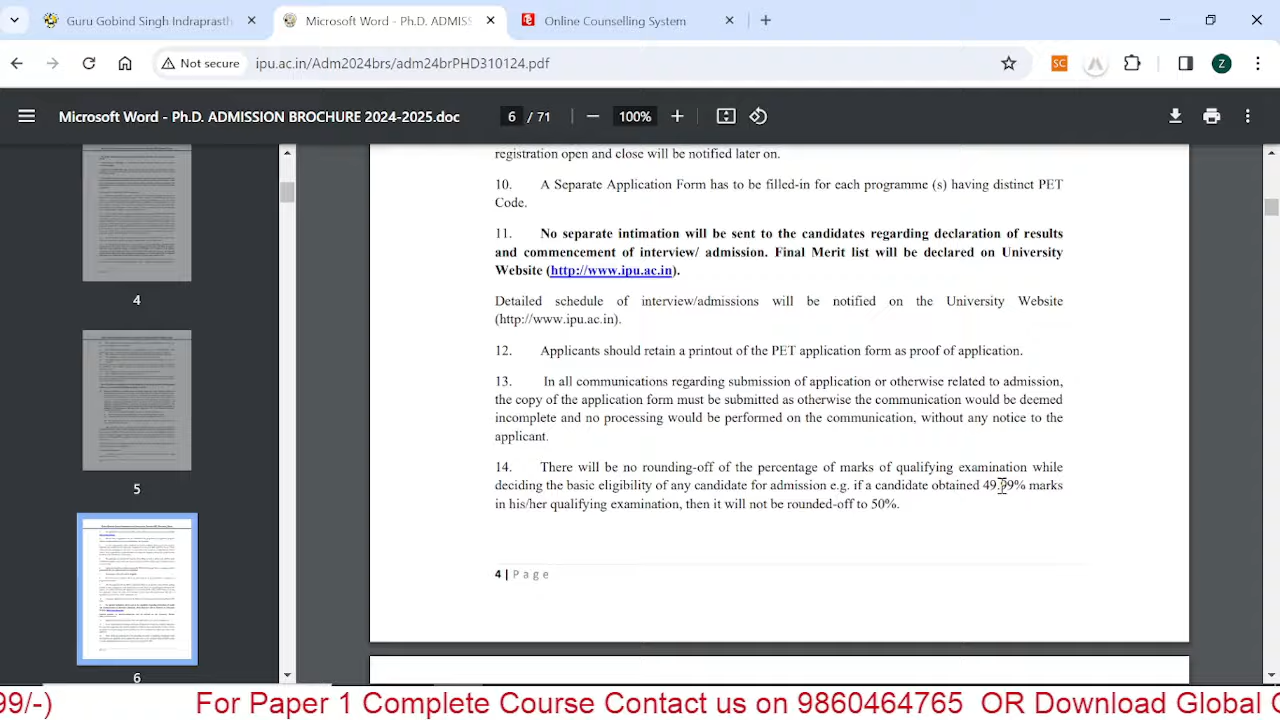 Guru Gobind Singh Indraprasth
Microsoft Word - Ph.D. ADMISS
Online Counselling System
Not secure
ipu.ac.in/Adm2024brs/adm24brPHD310124.pdf
SC
Z
Microsoft Word - Ph.D. ADMISSION BROCHURE 2024-2025.doc
6 / 71
100%
4
5
6
registration open and close will be notified later on.
10. Separate Application Form has to be filled-in for each programme (s) having distinct PET
Code.
11. No separate intimation will be sent to the candidates regarding declaration of results
and commencement of interview/ admission. Final Merit list will be declared on University
Website (http://www.ipu.ac.in).
Detailed schedule of interview/admissions will be notified on the University Website
(http://www.ipu.ac.in).
12. Applicants should retain a printout of the PET application form as proof of application.
13. In all communications regarding admission cancellation or otherwise related to admission,
the copy of the application form must be submitted as otherwise the communication would be deemed
incomplete and no processing would be performed on the communication, without any notice to the
applicant.
14. There will be no rounding-off of the percentage of marks of qualifying examination while
deciding the basic eligibility of any candidate for admission e.g. if a candidate obtained 49.99% marks
in his/her qualifying examination, then it will not be rounded-off to 50%.
| P a
99/-) For Paper 1 Complete Course Contact us on 9860464765 OR Download Global